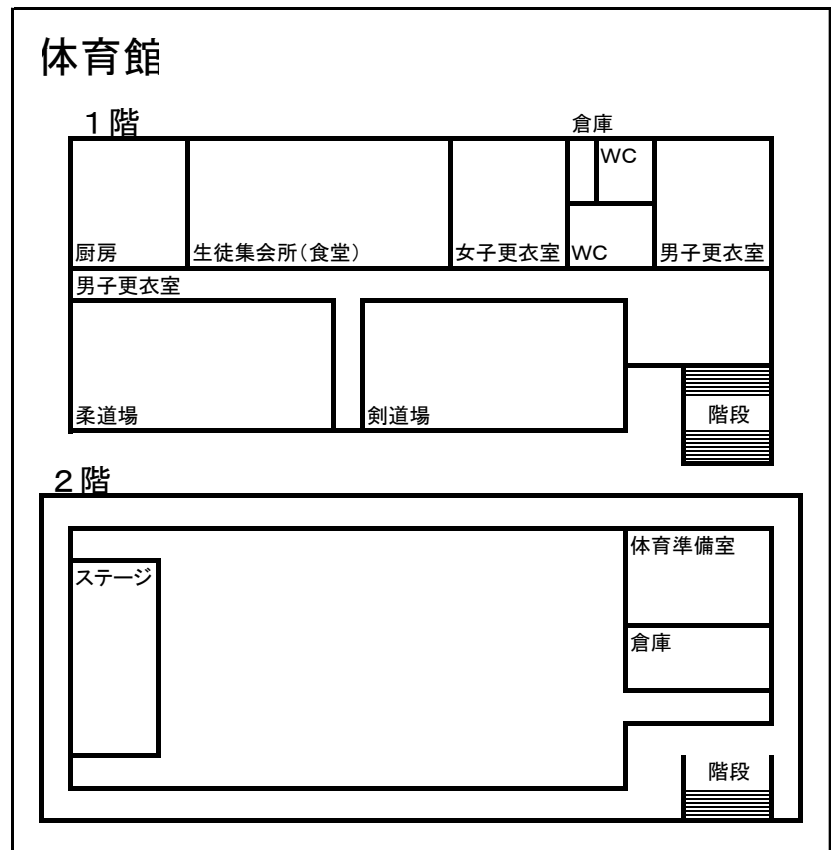 体育館
１階
倉庫
WC
厨房
生徒集会所(食堂)
女子更衣室
WC
男子更衣室
男子更衣室
柔道場
剣道場
階段
２階
体育準備室
ステージ
倉庫
階段